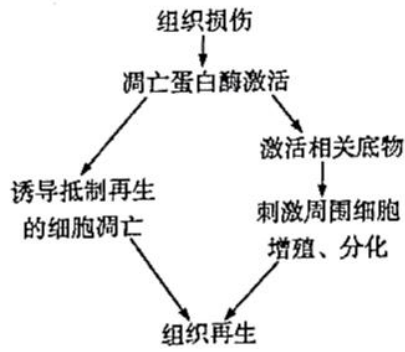 组织损伤
凋亡蛋白酶激活
激活相关底物
诱导抵制再生
的细胞凋亡
刺激周围细胞
增殖、分化
组织再生